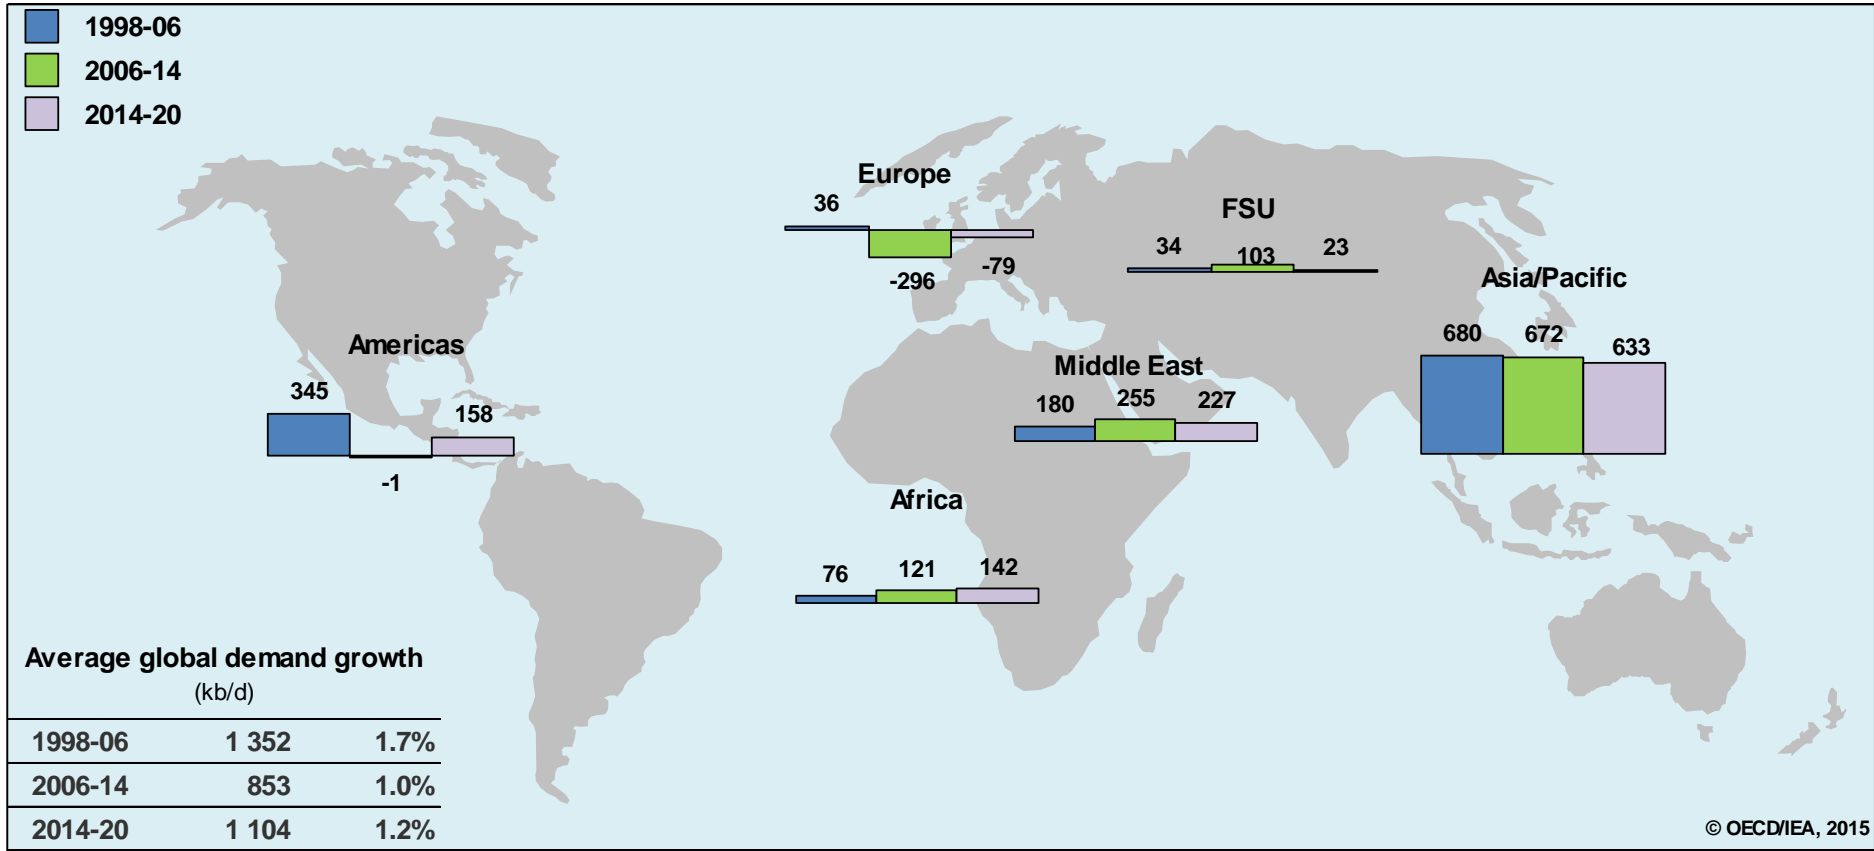 1998-06
2006-14
2014-20
Europe
36
-296
-79
FSU
34
103
23
Asia/Pacific
680
672
633
Americas
345
-1
158
Middle East
180
255
227
Africa
76
121
142
Average global demand growth
(kb/d)
1998-06 1 352 1.7%
2006-14 853 1.0%
2014-20 1 104 1.2%
© OECD/IEA, 2015